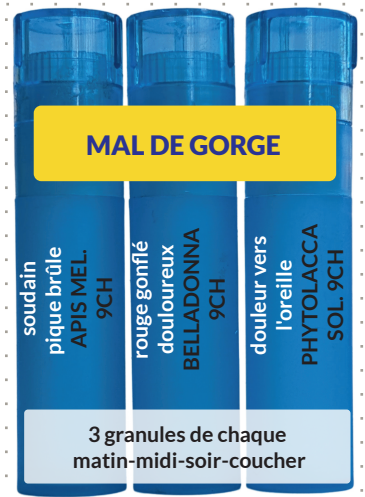 MAL DE GORGE
soudain
pique brûle
APIS MEL.
9CH
rouge gonflé
douloureux
BELLADONNA
9CH
douleur vers
l'oreille
PHYTOLACCA
SOL. 9CH
3 granules de chaque
matin-midi-soir-coucher